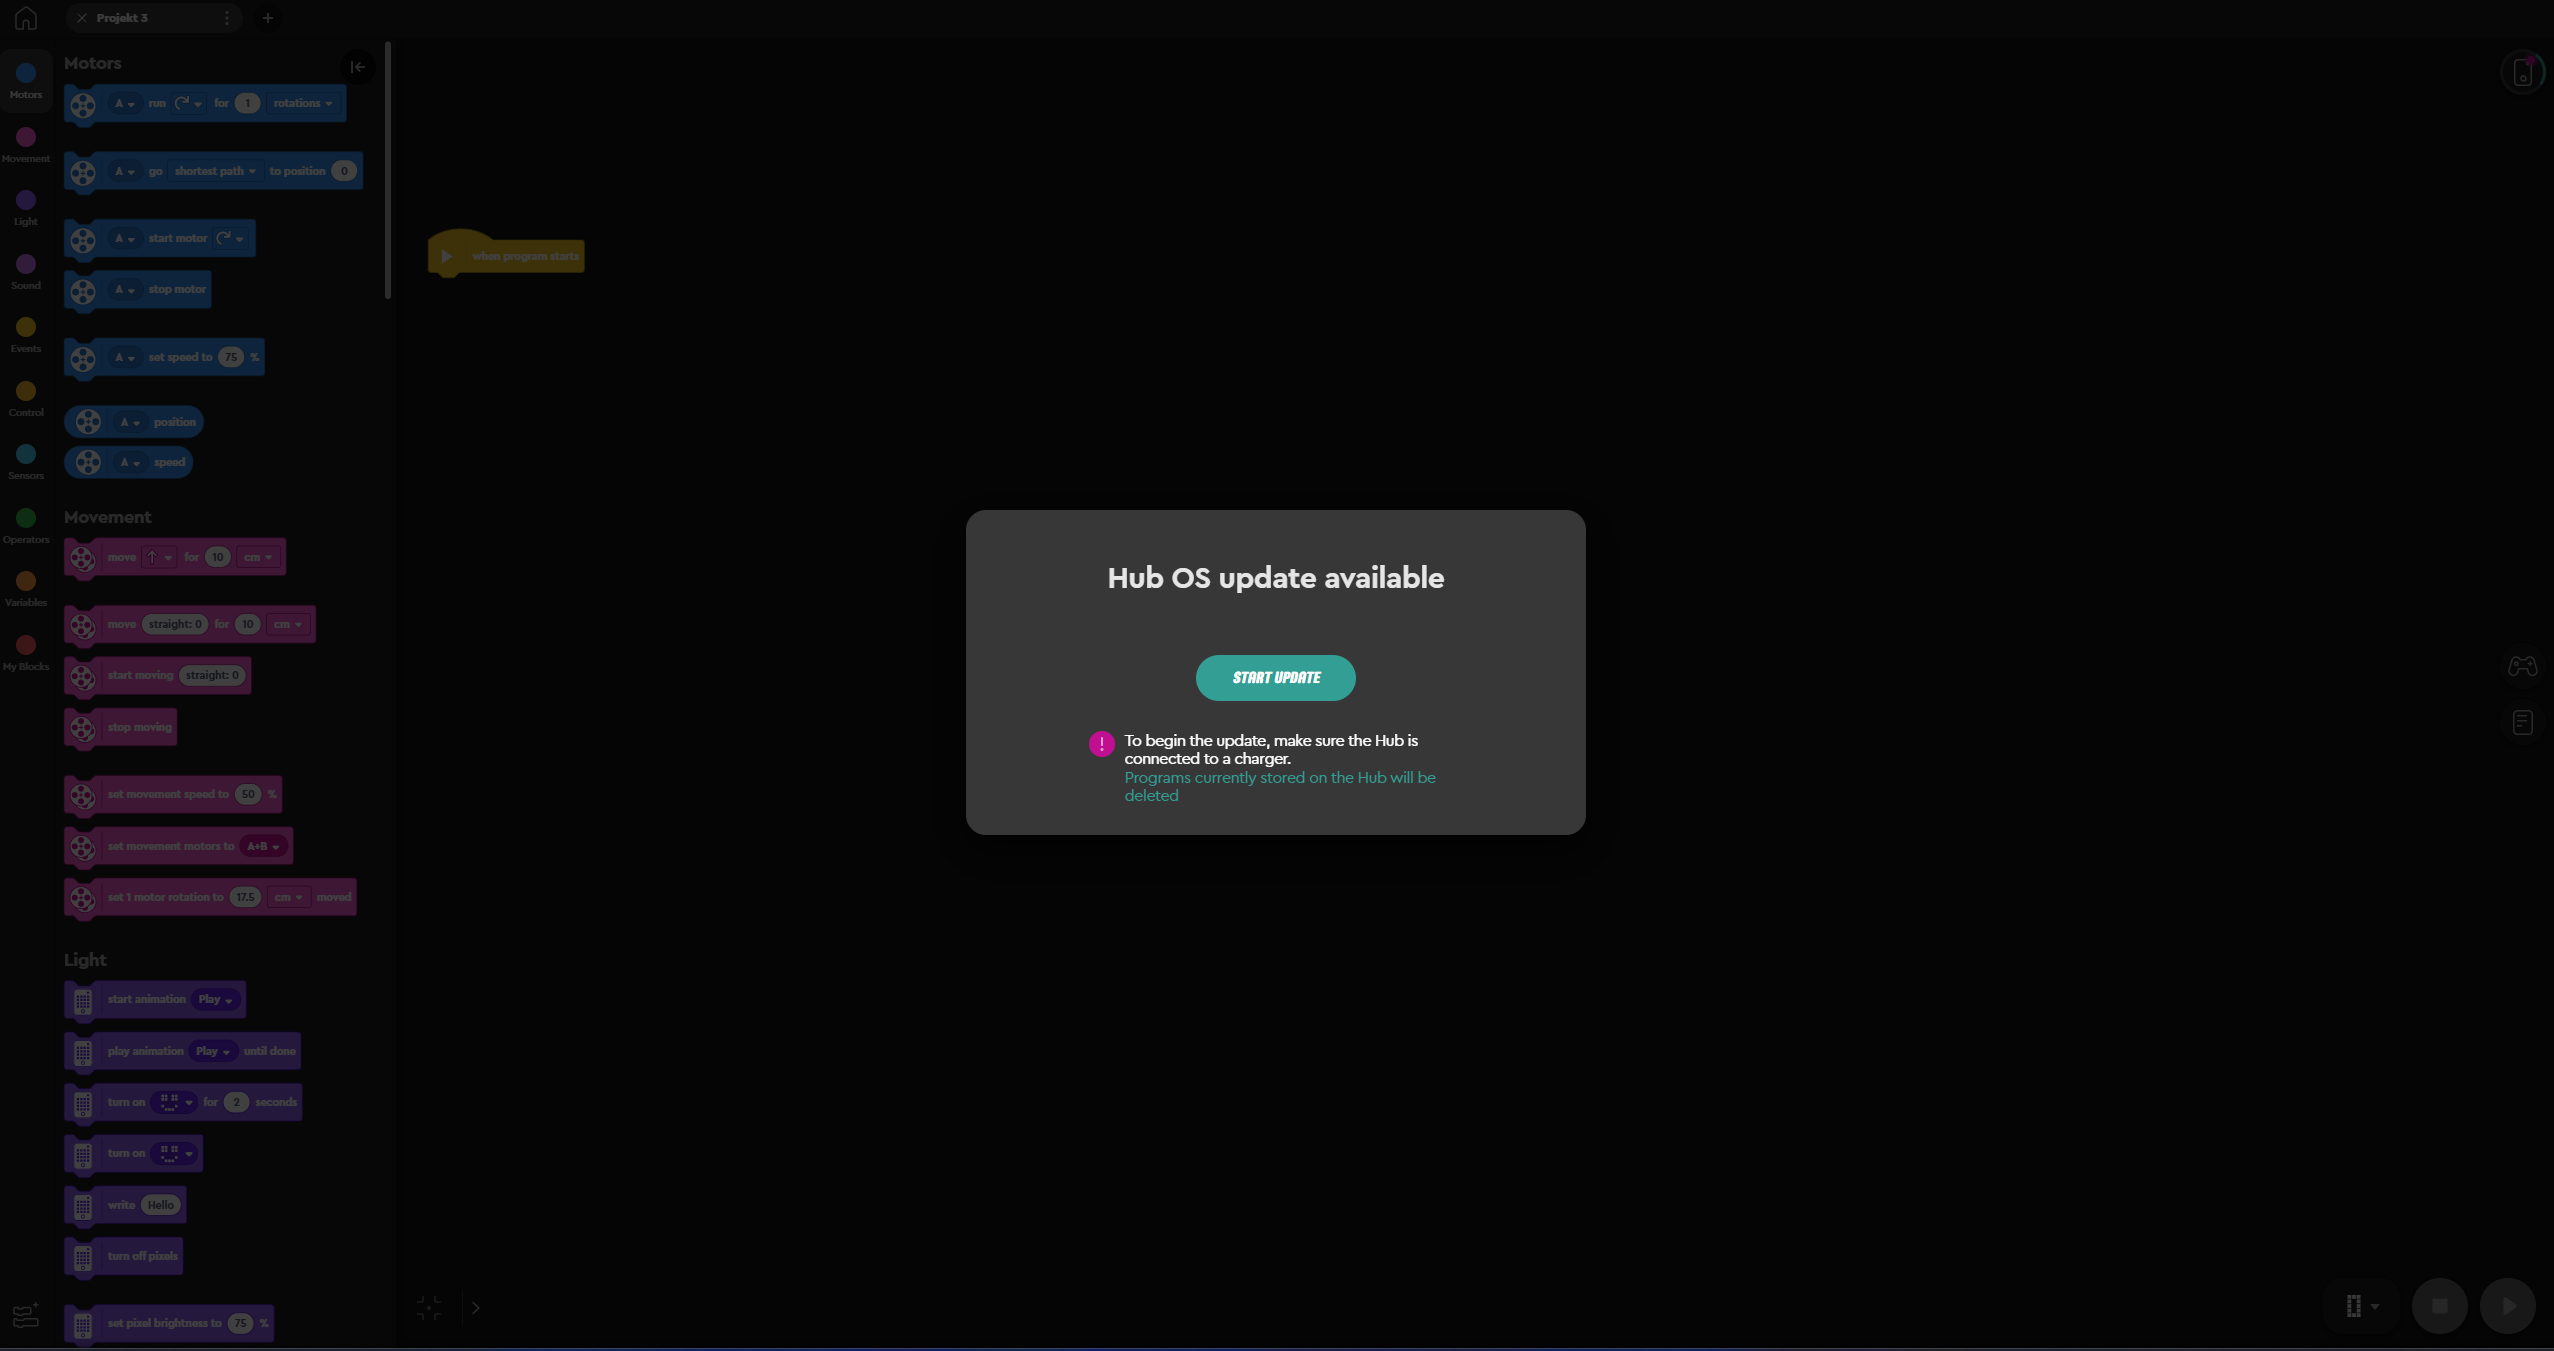 Projekt 3
Motors
Movement
Light
Sound
Events
Control
Sensors
Operators
Variables
My Blocks
Motors
A run for 1 rotations
A go shortest path to position 0
A start motor
A stop motor
A set speed to 75 %
A position
A speed
Movement
move for 10 cm
move straight: 0 for 10 cm
start moving straight: 0
stop moving
set movement speed to 50 %
set movement motors to A+B
set 1 motor rotation to 17.5 cm moved
Light
start animation Play
play animation Play until done
turn on for 2 seconds
turn on
write Hello
turn off pixels
set pixel brightness to 75 %
when program starts
Hub OS update available
START UPDATE
! To begin the update, make sure the Hub is
connected to a charger.
Programs currently stored on the Hub will be
deleted